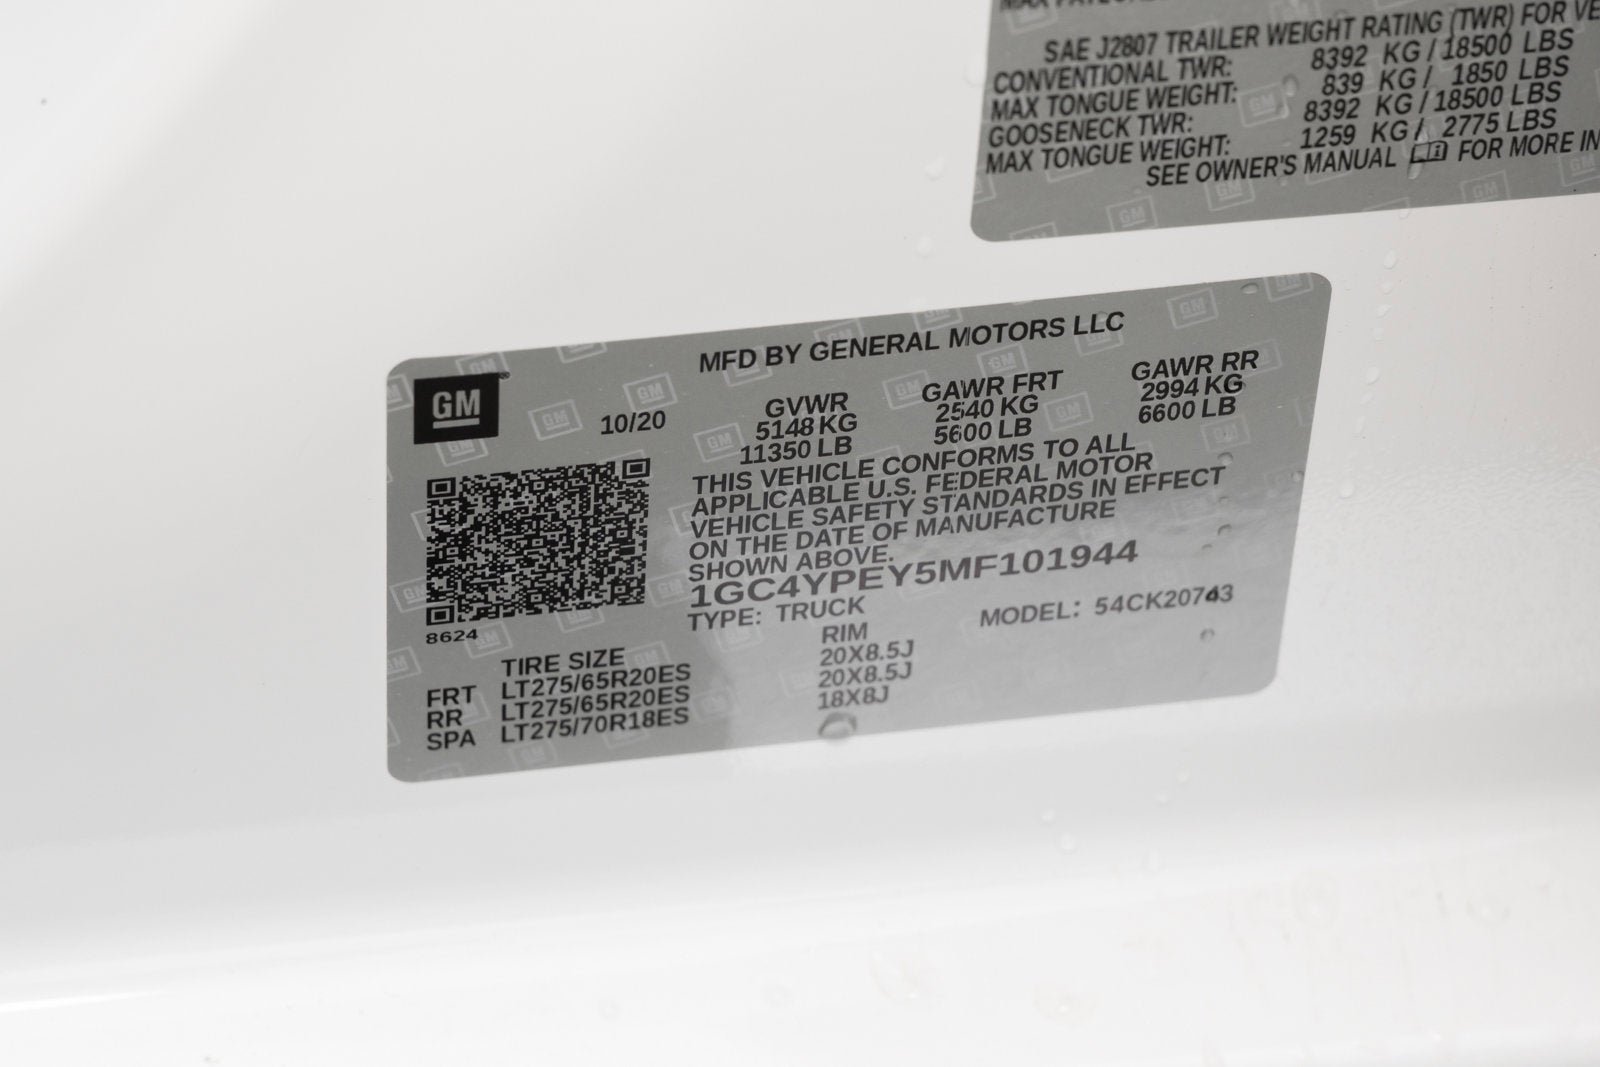 SAE J2807 TRAILER WEIGHT RATING (TWR) FOR VE
CONVENTIONAL TWR: 8392 KG / 18500 LBS
MAX TONGUE WEIGHT: 839 KG / 1850 LBS
GOOSENECK TWR: 8392 KG / 18500 LBS
MAX TONGUE WEIGHT: 1259 KG / 2775 LBS
SEE OWNER'S MANUAL FOR MORE IN
MFD BY GENERAL MOTORS LLC
GM
10/20
GVWR GAWR FRT GAWR RR
5148 KG 2540 KG 2994 KG
11350 LB 5600 LB 6600 LB
THIS VEHICLE CONFORMS TO ALL
APPLICABLE U.S. FEDERAL MOTOR
VEHICLE SAFETY STANDARDS IN EFFECT
ON THE DATE OF MANUFACTURE
SHOWN ABOVE.
1GC4YPEY5MF101944
TYPE: TRUCK MODEL: 54CK20743
8624
TIRE SIZE RIM
FRT LT275/65R20ES 20X8.5J
RR LT275/65R20ES 20X8.5J
SPA LT275/70R18ES 18X8J